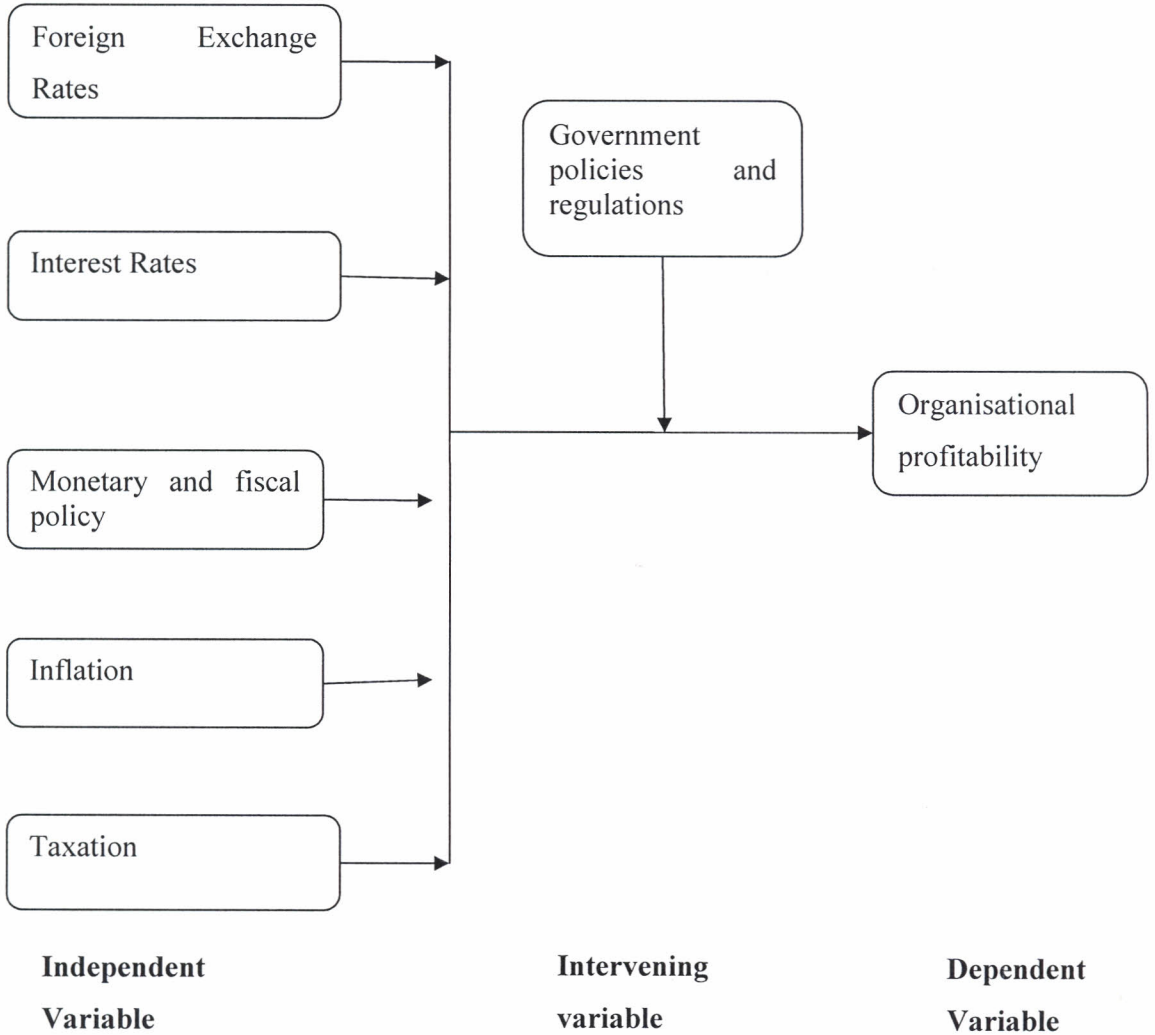 Foreign Exchange
Rates
Government
policies and
regulations
Interest Rates
Organisational
profitability
Monetary and fiscal
policy
Inflation
Taxation
Independent
Variable
Intervening
variable
Dependent
Variable